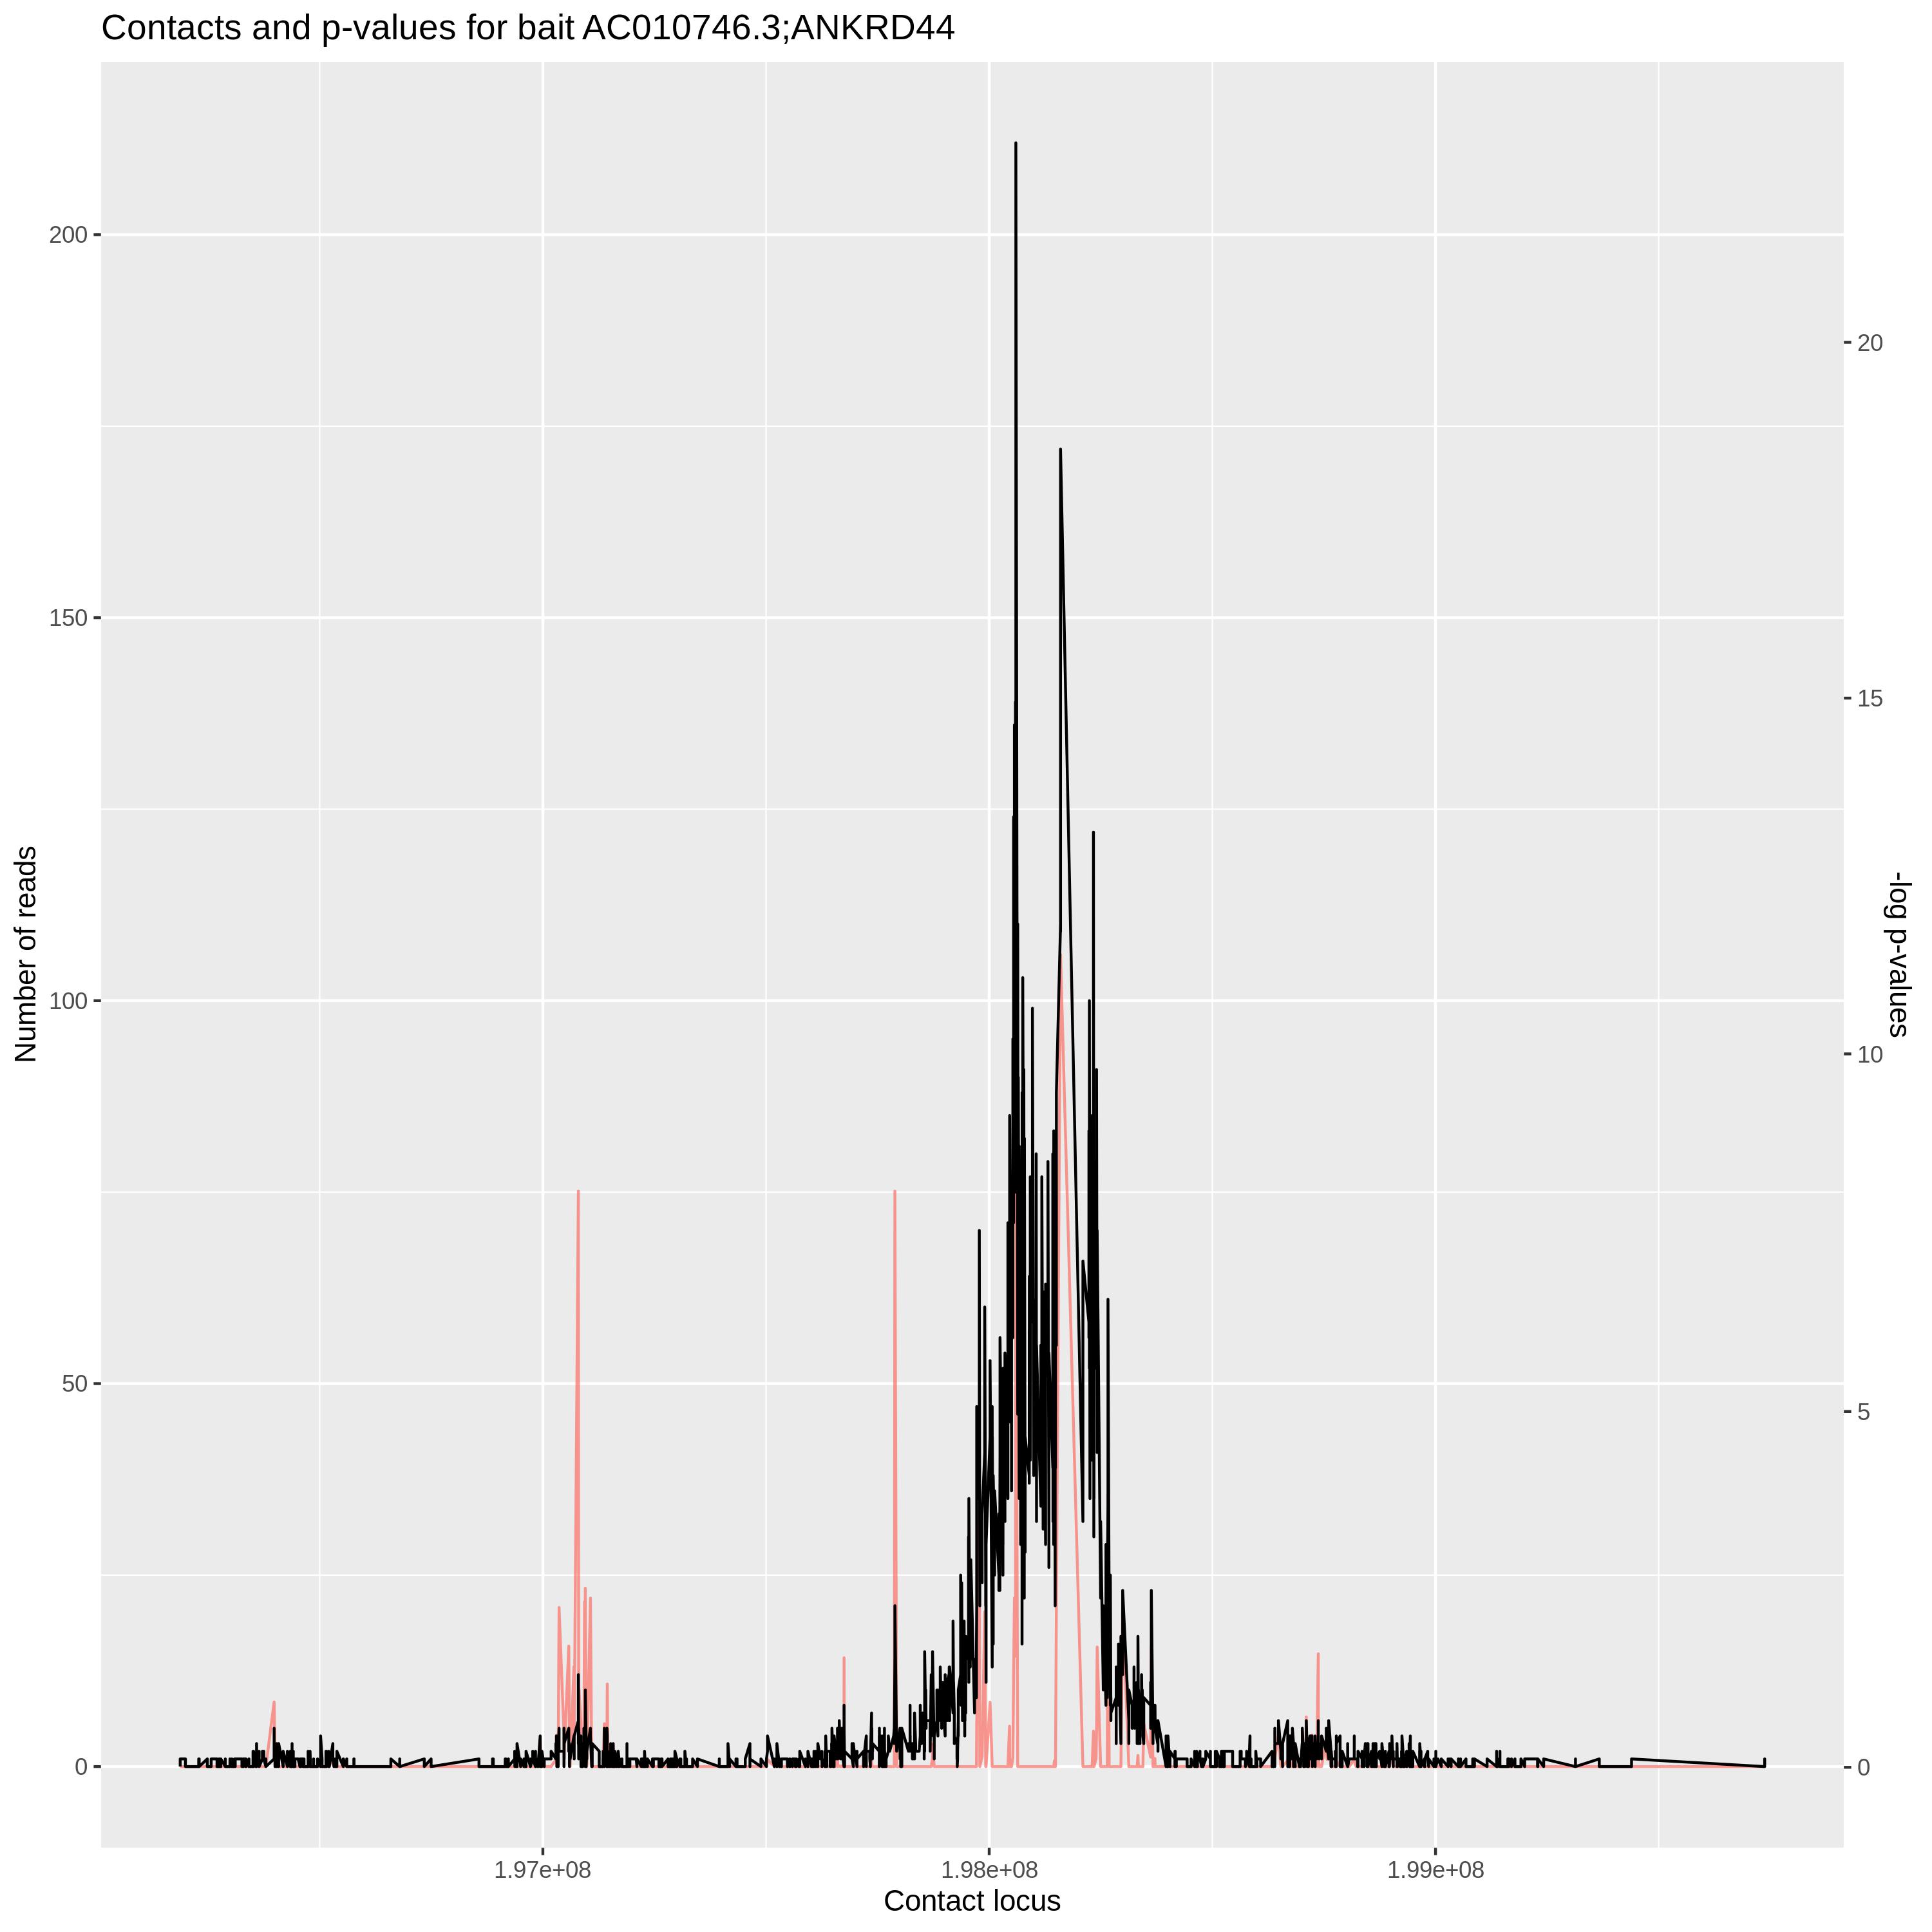 Contacts and p-values for bait AC010746.3;ANKRD44
Number of reads
200
150
100
50
0
20
15
10
5
0
-log p-values
1.97e+08 1.98e+08 1.99e+08
Contact locus